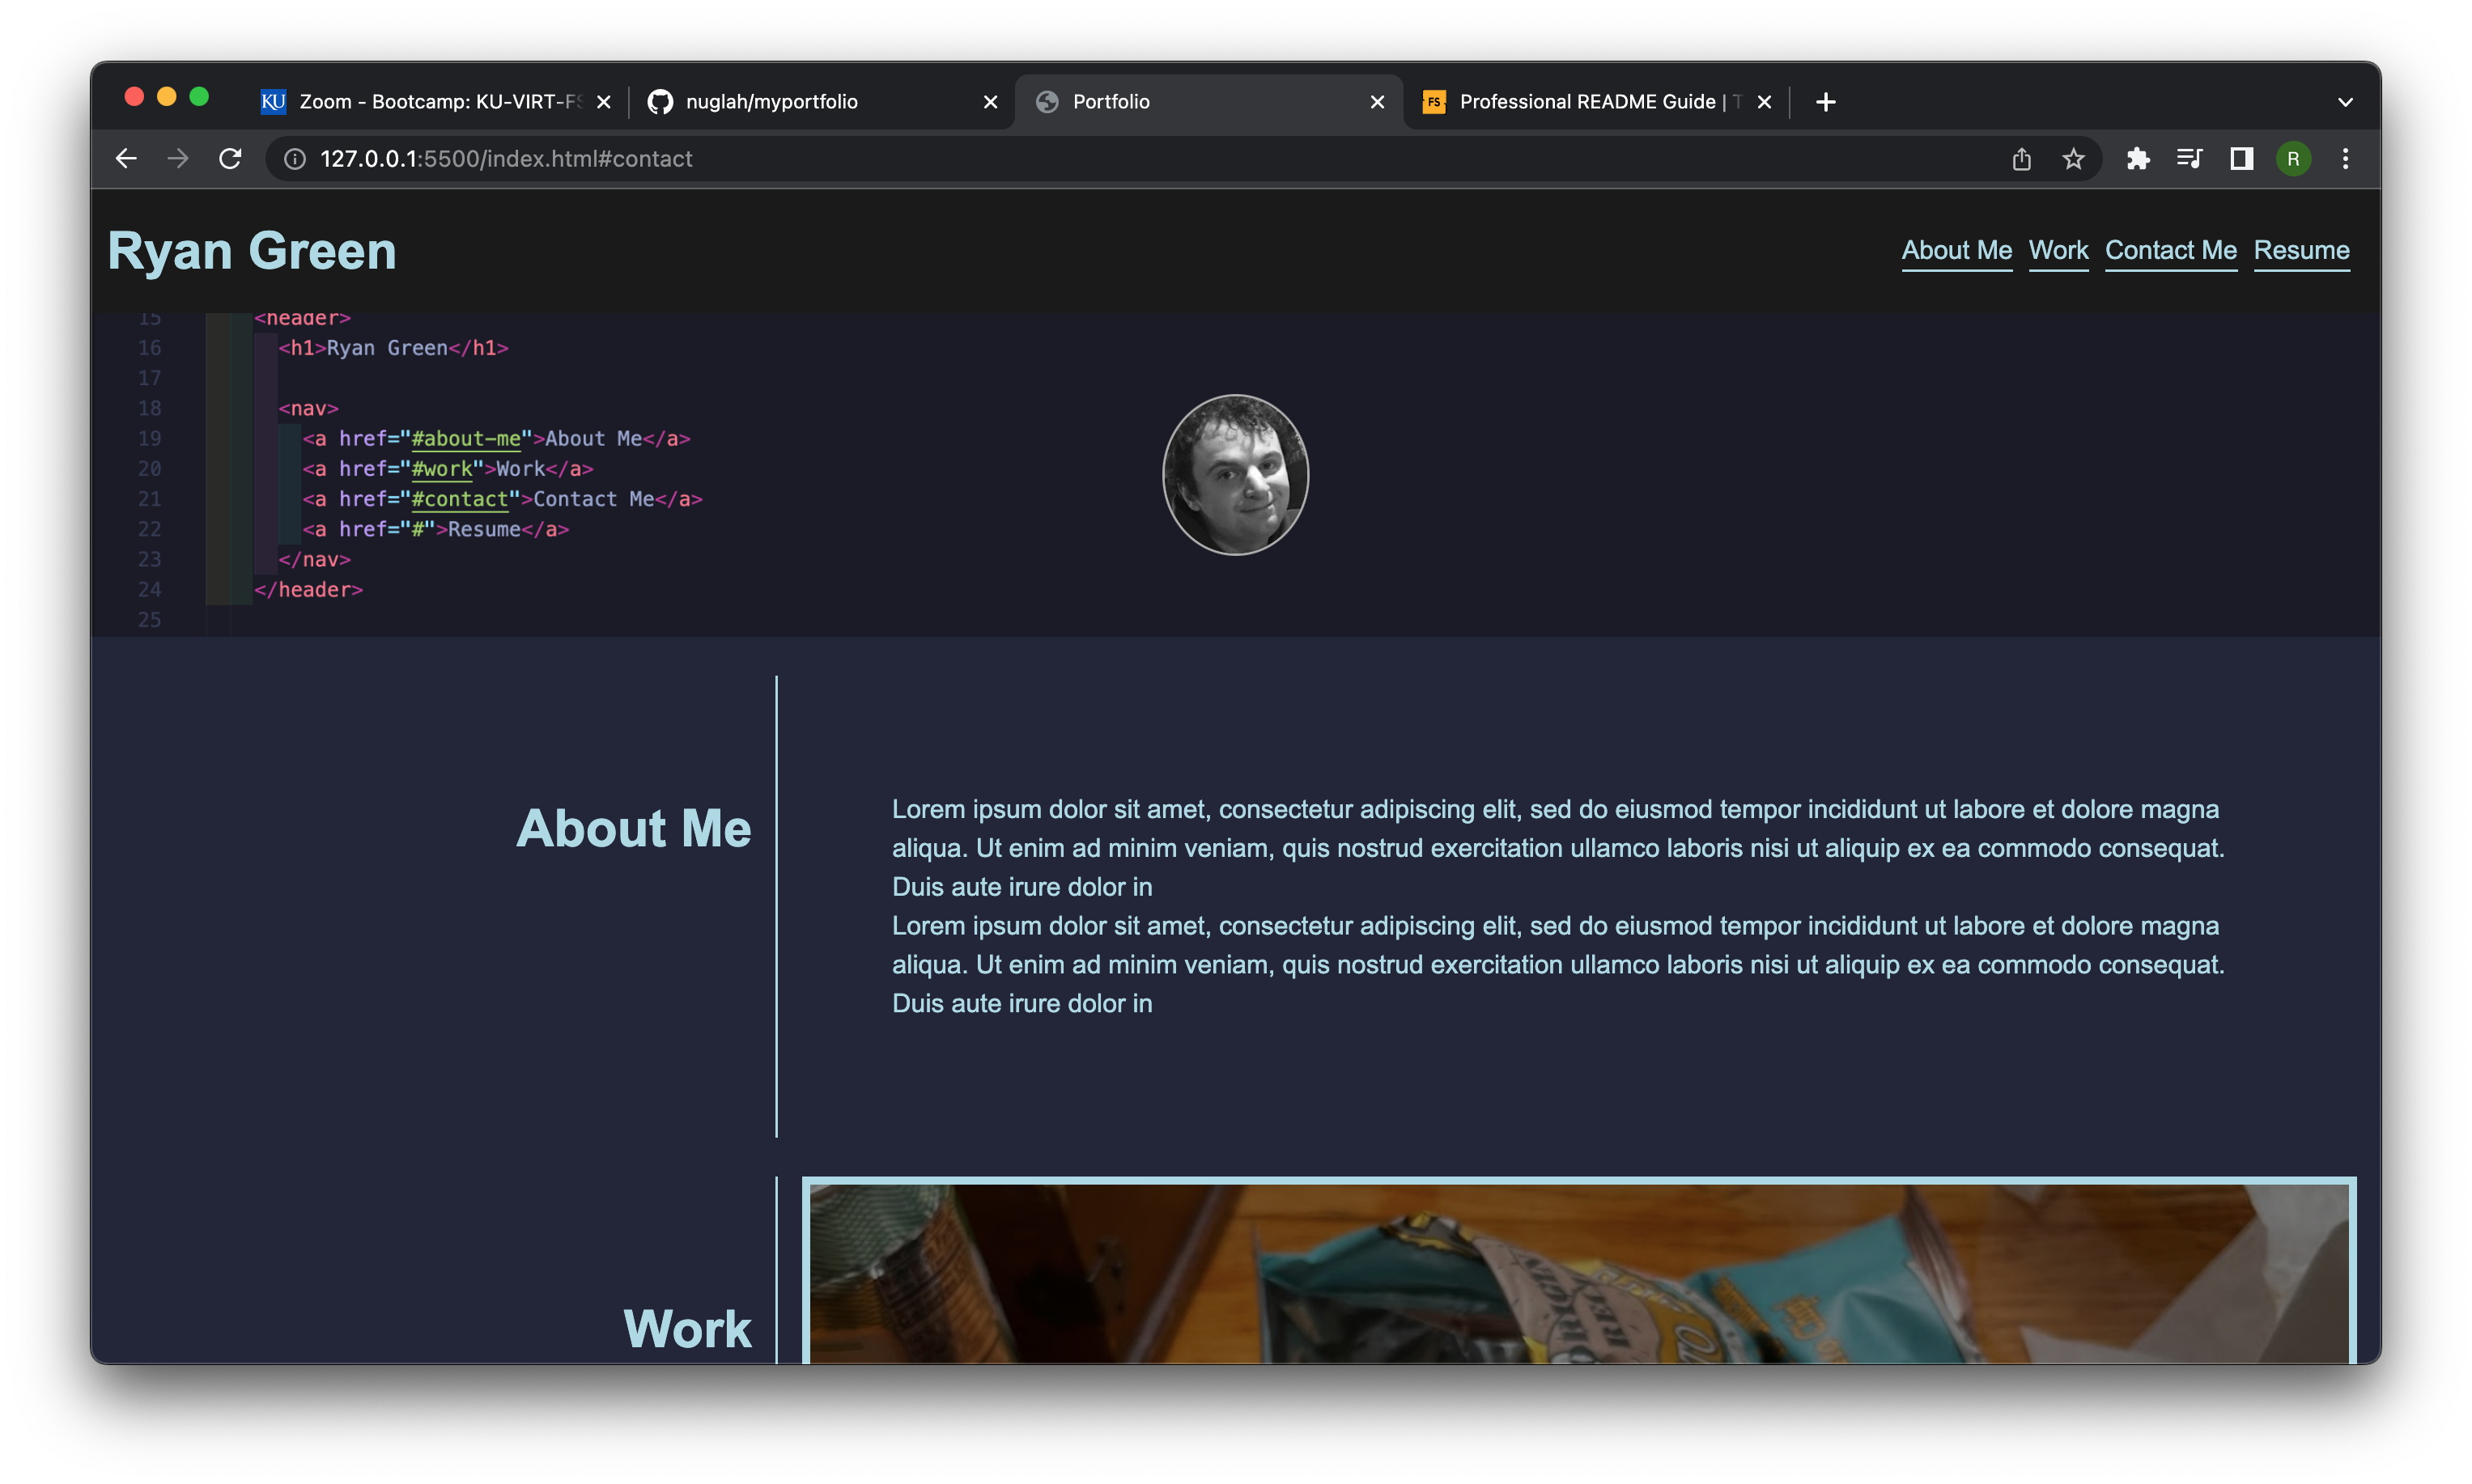 KU Zoom - Bootcamp: KU-VIRT-FS
nuglah/myportfolio
Portfolio
FS Professional README Guide | T
127.0.0.1:5500/index.html#contact
R
Ryan Green
About Me Work Contact Me Resume
15 <header>
16 <h1>Ryan Green</h1>
17
18 <nav>
19 <a href="#about-me">About Me</a>
20 <a href="#work">Work</a>
21 <a href="#contact">Contact Me</a>
22 <a href="#">Resume</a>
23 </nav>
24 </header>
25
About Me
Lorem ipsum dolor sit amet, consectetur adipiscing elit, sed do eiusmod tempor incididunt ut labore et dolore magna
aliqua. Ut enim ad minim veniam, quis nostrud exercitation ullamco laboris nisi ut aliquip ex ea commodo consequat.
Duis aute irure dolor in
Lorem ipsum dolor sit amet, consectetur adipiscing elit, sed do eiusmod tempor incididunt ut labore et dolore magna
aliqua. Ut enim ad minim veniam, quis nostrud exercitation ullamco laboris nisi ut aliquip ex ea commodo consequat.
Duis aute irure dolor in
Work